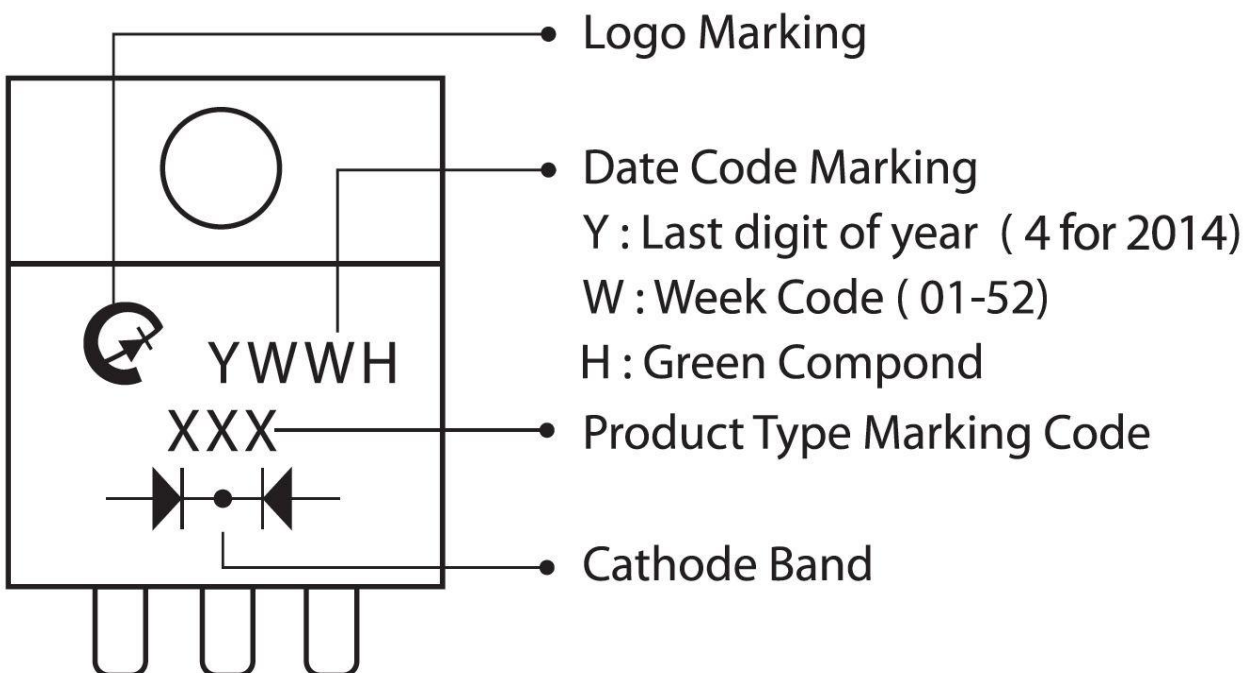 Logo Marking
Date Code Marking
Y : Last digit of year ( 4 for 2014)
W : Week Code ( 01-52)
YWWH
H : Green Compond
XXX
Product Type Marking Code
Cathode Band